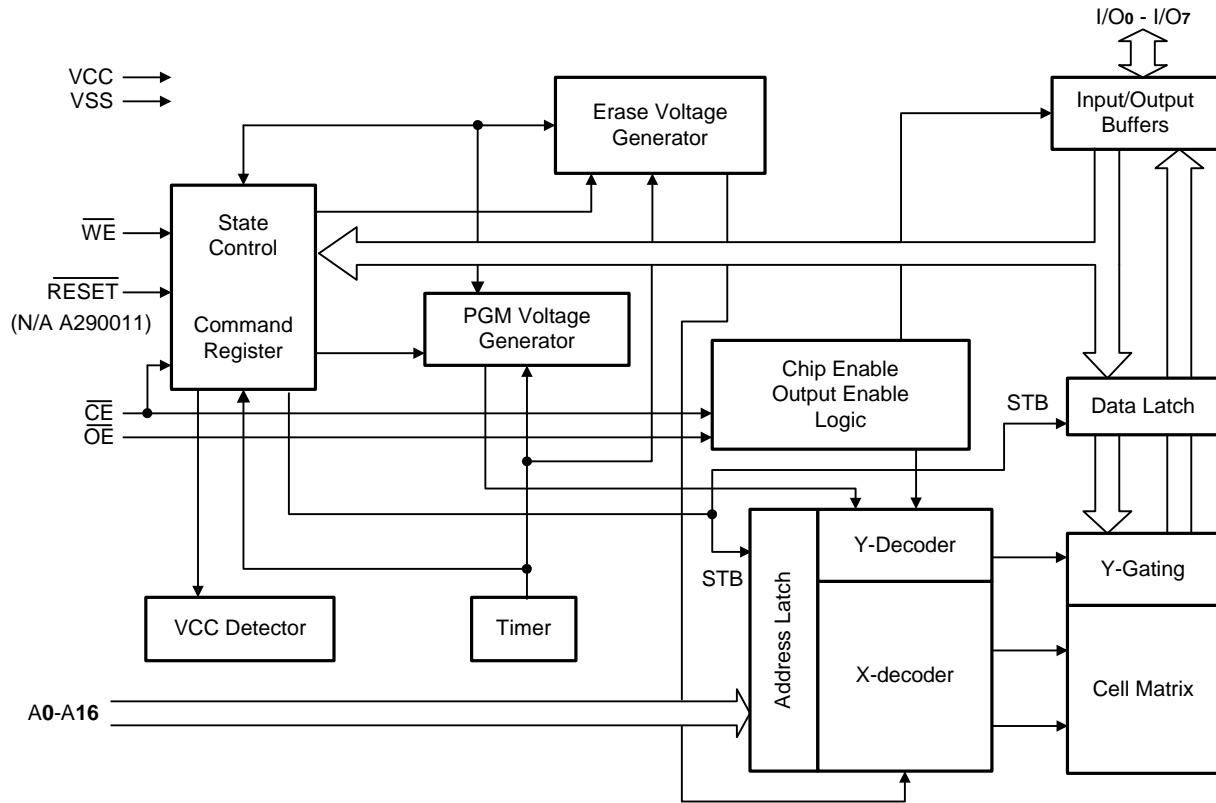 I/O0 - I/O7
VCC
VSS
Erase Voltage
Generator
Input/Output
Buffers
State
Control
WE
RESET
(N/A A290011)
Command
Register
PGM Voltage
Generator
Chip Enable
Output Enable
Logic
CE
OE
STB
Data Latch
Y-Decoder
Y-Gating
STB
Address Latch
VCC Detector
Timer
X-decoder
Cell Matrix
A0-A16